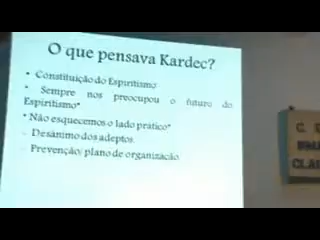 O que pensava Kardec?
• Constituição do Espiritismo
* Sempre nos preocupou o futuro do
Espiritismo*
* Não esquecemos o lado prático*
- Desânimo dos adeptos.
- Prevenção/ plano de organização.
C.